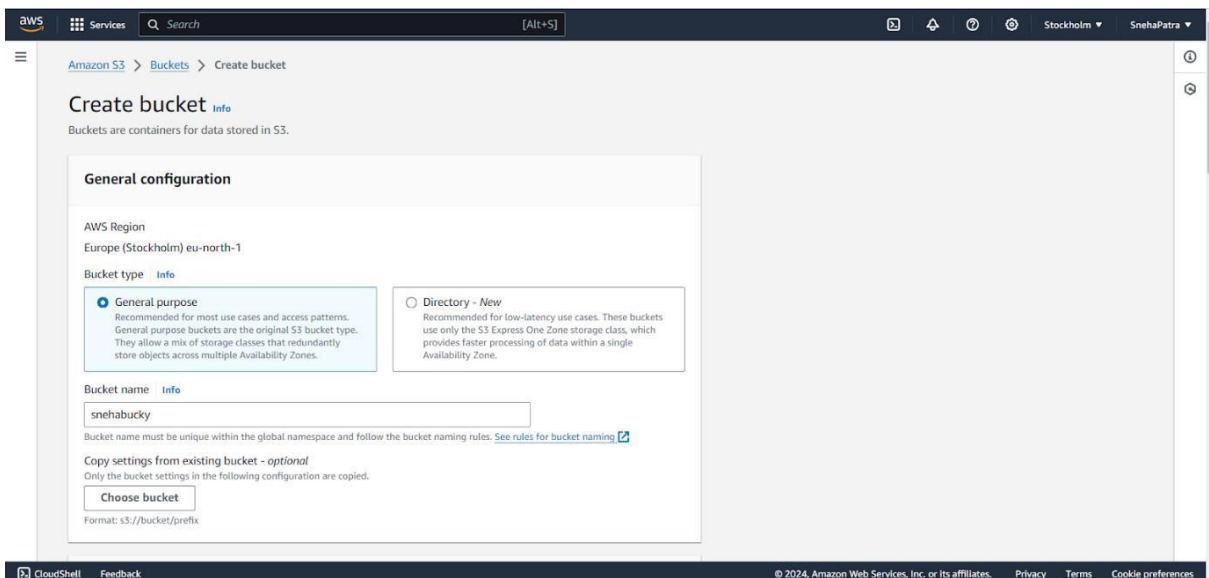 aws
Services
Search
[Alt+S]
Stockholm
SnehaPatra
Amazon S3 > Buckets > Create bucket
Create bucket Info
Buckets are containers for data stored in S3.
General configuration
AWS Region
Europe (Stockholm) eu-north-1
Bucket type Info
General purpose
Recommended for most use cases and access patterns.
General purpose buckets are the original S3 bucket type.
They allow a mix of storage classes that redundantly
store objects across multiple Availability Zones.
Directory - New
Recommended for low-latency use cases. These buckets
use only the S3 Express One Zone storage class, which
provides faster processing of data within a single
Availability Zone.
Bucket name Info
snehabucky
Bucket name must be unique within the global namespace and follow the bucket naming rules. See rules for bucket naming
Copy settings from existing bucket - optional
Only the bucket settings in the following configuration are copied.
Choose bucket
Format: s3://bucket/prefix
CloudShell
Feedback
© 2024, Amazon Web Services, Inc. or its affiliates.
Privacy
Terms
Cookie preferences